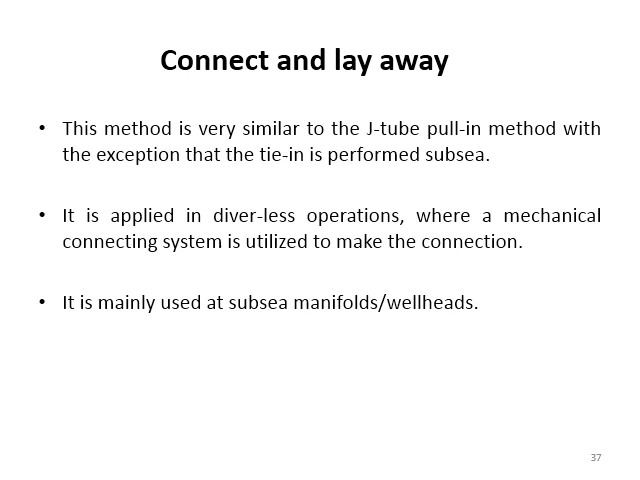 Connect and lay away
• This method is very similar to the J-tube pull-in method with
the exception that the tie-in is performed subsea.
• It is applied in diver-less operations, where a mechanical
connecting system is utilized to make the connection.
• It is mainly used at subsea manifolds/wellheads.
37